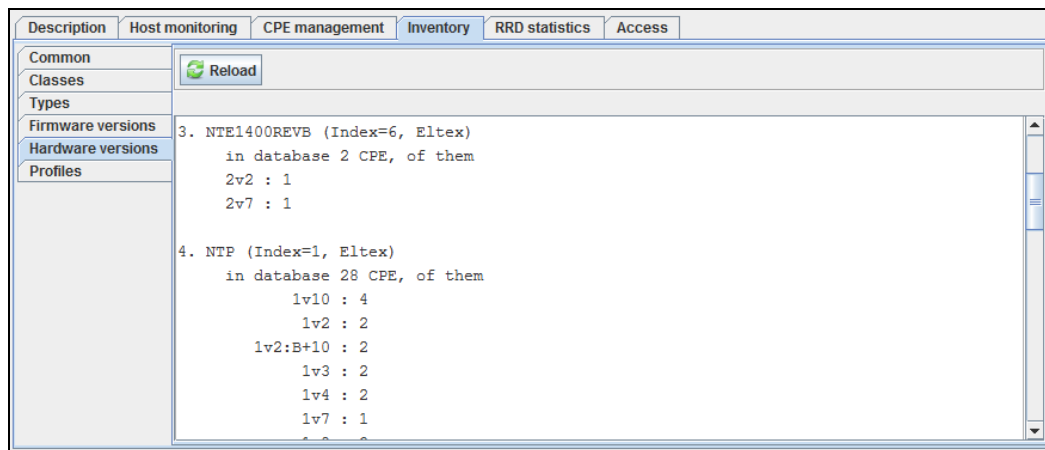 Description Host monitoring CPE management Inventory RRD statistics Access
Common
Classes
Types
Firmware versions
Hardware versions
Profiles
Reload
3. NTE1400REVB (Index=6, Eltex)
in database 2 CPE, of them
2v2 : 1
2v7 : 1
4. NTP (Index=1, Eltex)
in database 28 CPE, of them
1v10 : 4
1v2 : 2
1v2:B+10 : 2
1v3 : 2
1v4 : 2
1v7 : 1